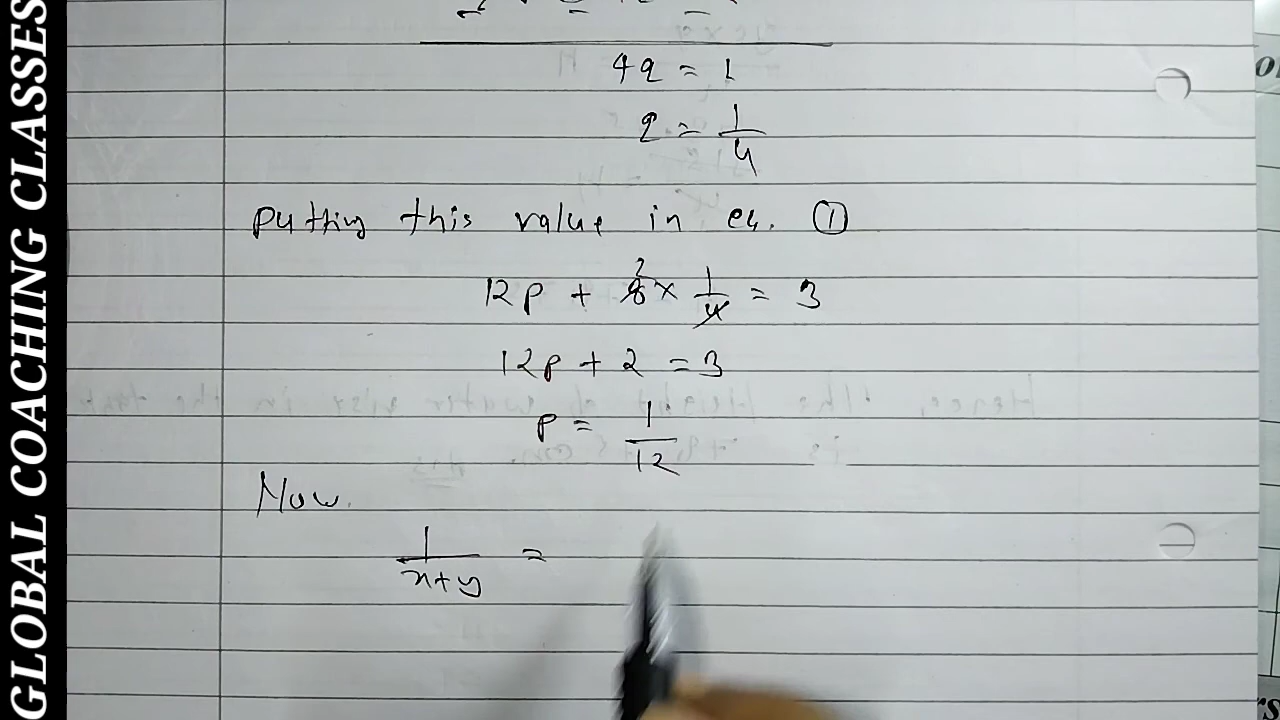 GLOBAL COACHING CLASSES
4q = 1
q = 1/4
Putting this value in eq. ①
12p + 8 × 1/4 = 3
2
12p + 2 = 3
p = 1/12
Now.
1/(x+y) =